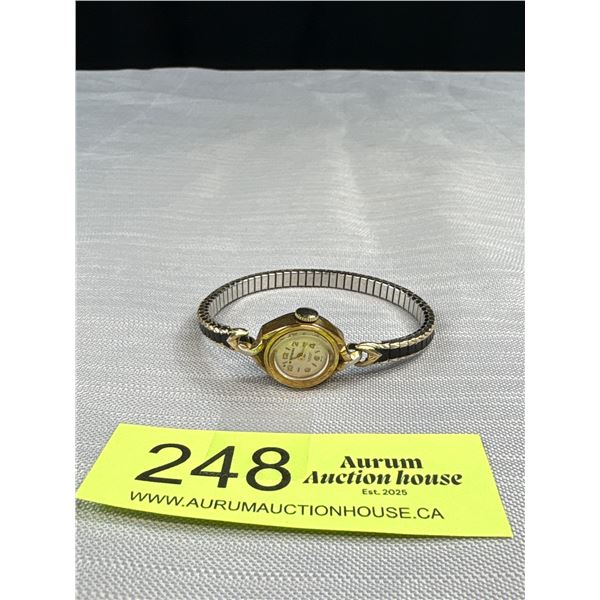 248
Aurum
Auction house
Est. 2025
WWW.AURUMAUCTIONHOUSE.CA